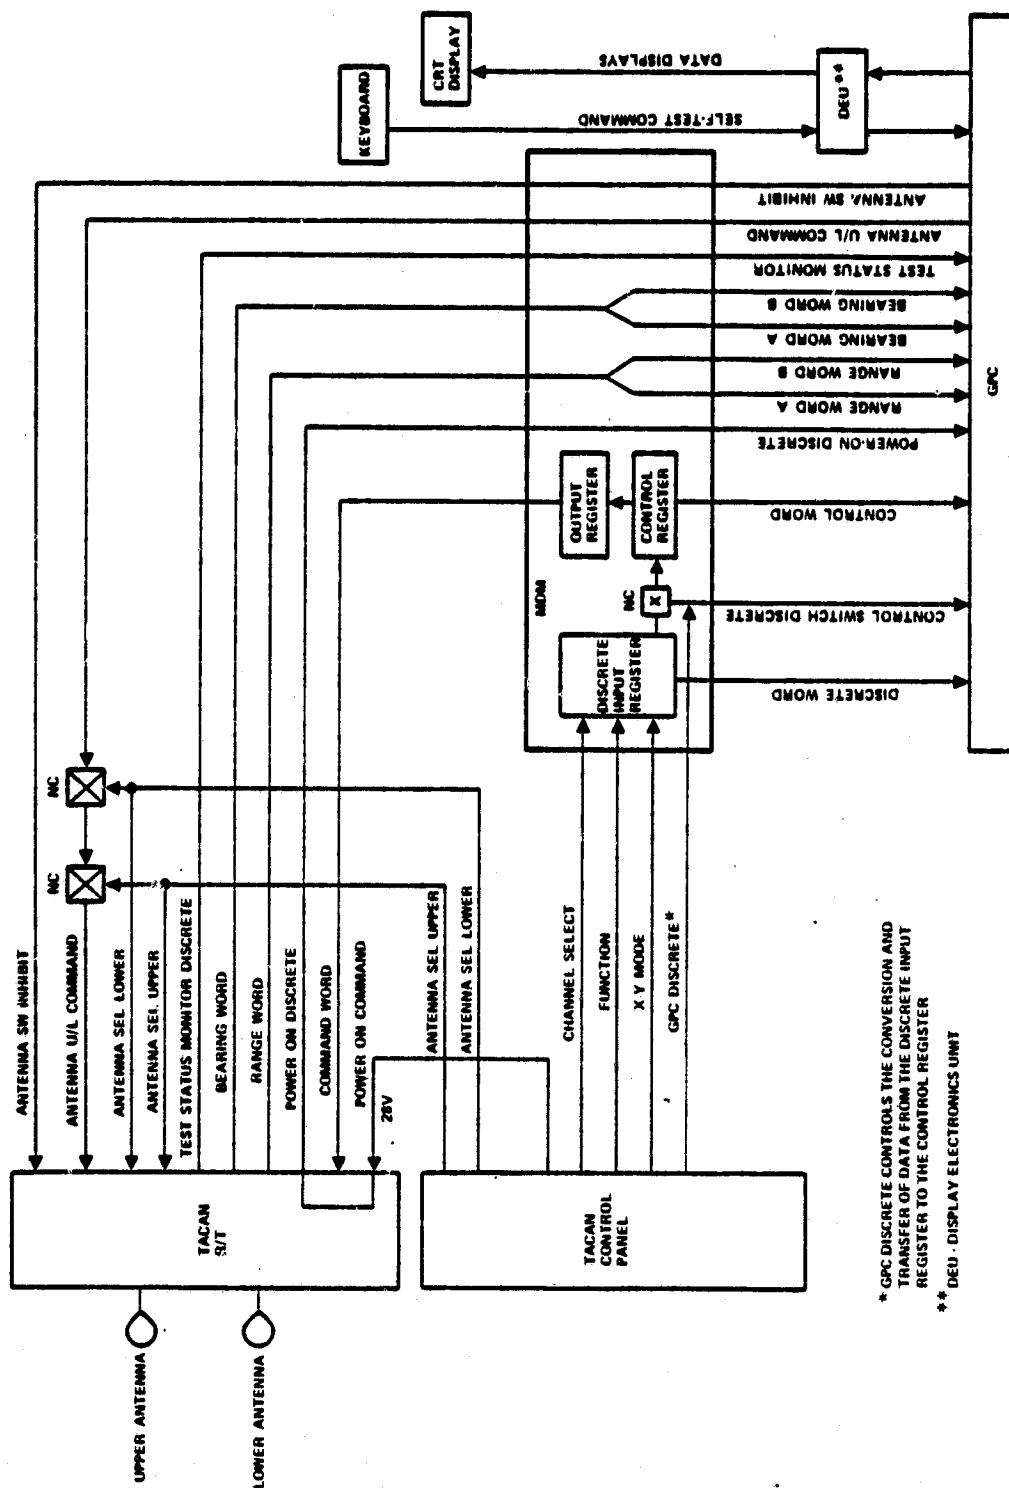 UPPER ANTENNA
LOWER ANTENNA
TACAN
R/T
TACAN
CONTROL
PANEL
ANTENNA SW INHIBIT
ANTENNA U/L COMMAND
ANTENNA SEL LOWER
ANTENNA SEL UPPER
TEST STATUS MONITOR DISCRETE
BEARING WORD
RANGE WORD
POWER ON DISCRETE
COMMAND WORD
POWER ON COMMAND
28V
ANTENNA SEL UPPER
ANTENNA SEL LOWER
CHANNEL SELECT
FUNCTION
X Y MODE
GPC DISCRETE*
NC
NC
MDM
DISCRETE
INPUT
REGISTER
NC
X
OUTPUT
REGISTER
CONTROL
REGISTER
KEYBOARD
CRT
DISPLAY
DEU**
DATA DISPLAYS
SELF-TEST COMMAND
ANTENNA SW INHIBIT
ANTENNA U/L COMMAND
TEST STATUS MONITOR
BEARING WORD B
BEARING WORD A
RANGE WORD B
RANGE WORD A
POWER-ON DISCRETE
CONTROL WORD
CONTROL SWITCH DISCRETE
DISCRETE WORD
GPC
* GPC DISCRETE CONTROLS THE CONVERSION AND
TRANSFER OF DATA FROM THE DISCRETE INPUT
REGISTER TO THE CONTROL REGISTER
** DEU - DISPLAY ELECTRONICS UNIT